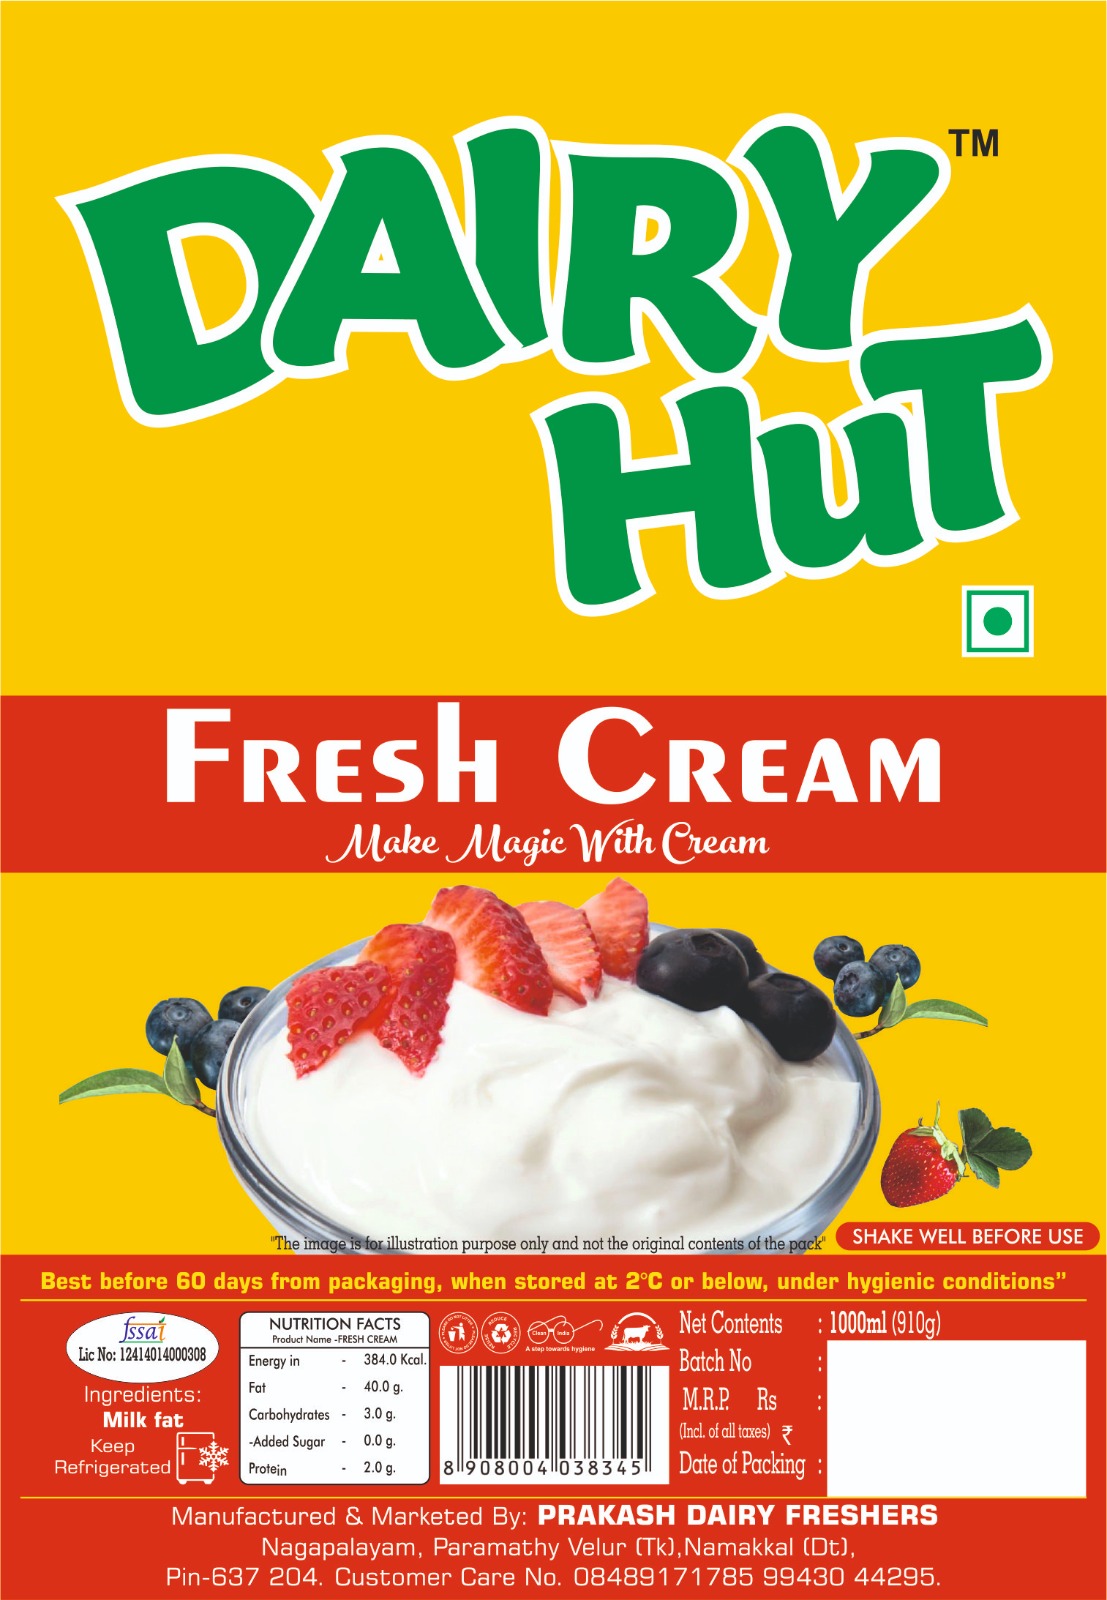 DAIRY TM
HUT
FRESH CREAM
Make Magic With Cream
"The image is for illustration purpose only and not the original contents of the pack"
SHAKE WELL BEFORE USE
Best before 60 days from packaging, when stored at 2°C or below, under hygienic conditions”
fssai
Lic No: 12414014000308
Ingredients:
Milk fat
Keep
Refrigerated
NUTRITION FACTS
Product Name -FRESH CREAM
Energy in - 384.0 Kcal.
Fat - 40.0 g.
Carbohydrates - 3.0 g.
-Added Sugar - 0.0 g.
Protein - 2.0 g.
REDUCE
Clean India
A step towards hygiene
8 908004 038345
Net Contents : 1000ml (910g)
Batch No :
M.R.P. Rs :
(Incl. of all taxes) ₹
Date of Packing :
Manufactured & Marketed By: PRAKASH DAIRY FRESHERS
Nagapalayam, Paramathy Velur (Tk),Namakkal (Dt),
Pin-637 204. Customer Care No. 08489171785 99430 44295.